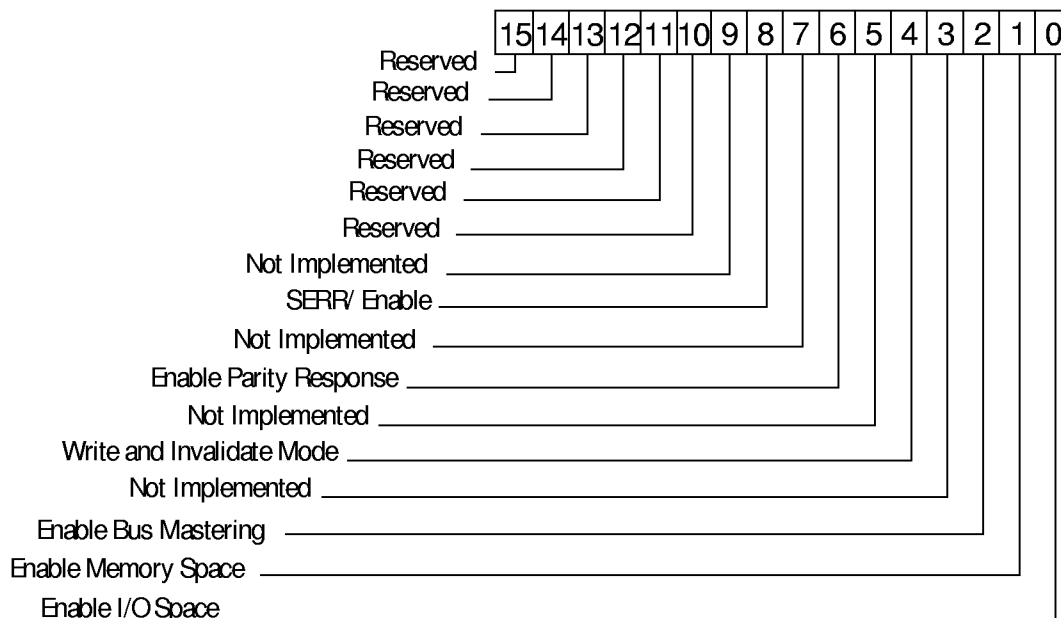 15 14 13 12 11 10 9 8 7 6 5 4 3 2 1 0
Reserved
Reserved
Reserved
Reserved
Reserved
Reserved
Not Implemented
SERR/ Enable
Not Implemented
Enable Parity Response
Not Implemented
Write and Invalidate Mode
Not Implemented
Enable Bus Mastering
Enable Memory Space
Enable I/O Space